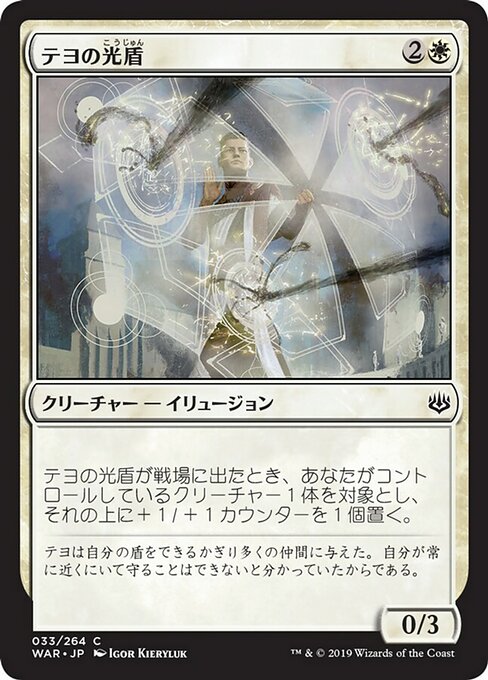 テヨの光盾
こうじゅん
2
クリーチャー — イリュージョン
テヨの光盾が戦場に出たとき、あなたがコント
ロールしているクリーチャー1体を対象とし、
それの上に+1/+1カウンターを1個置く。
テヨは自分の盾をできるかぎり多くの仲間に与えた。自分が常
に近くにいて守ることはできないと分かっていたからである。
0/3
033/264 C
WAR • JP Igor Kieryluk
™ & © 2019 Wizards of the Coast